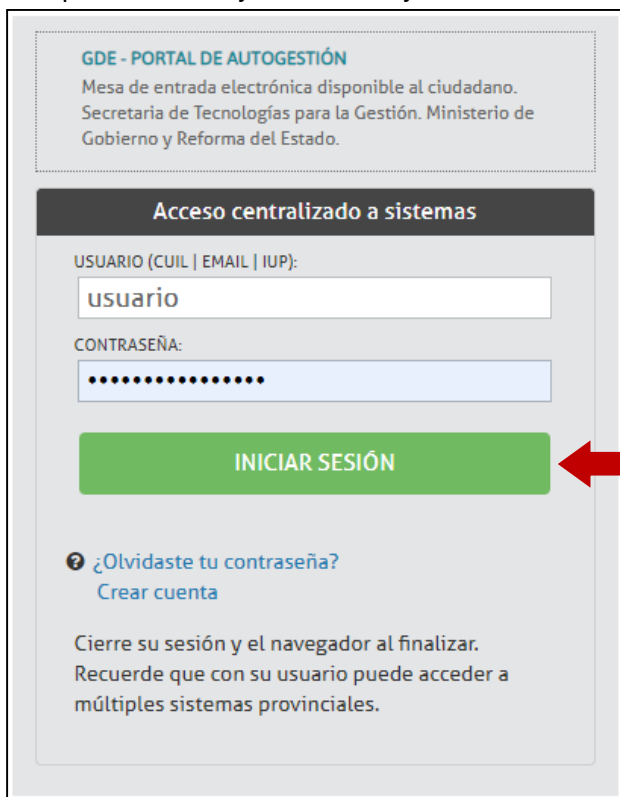 GDE - PORTAL DE AUTOGESTIÓN
Mesa de entrada electrónica disponible al ciudadano.
Secretaria de Tecnologías para la Gestión. Ministerio de
Gobierno y Reforma del Estado.
Acceso centralizado a sistemas
USUARIO (CUIL | EMAIL | IUP):
usuario
CONTRASEÑA:
••••••••••••••••
INICIAR SESIÓN
¿Olvidaste tu contraseña?
Crear cuenta
Cierre su sesión y el navegador al finalizar.
Recuerde que con su usuario puede acceder a
múltiples sistemas provinciales.